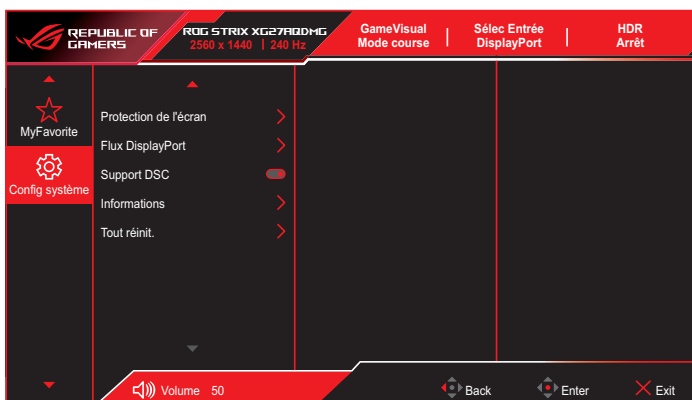 REPUBLIC OF
GAMERS
ROG STRIX XG27AQDMG
2560 x 1440 | 240 Hz
GameVisual
Mode course
Sélec Entrée
DisplayPort
HDR
Arrêt
MyFavorite
Config système
Protection de l'écran
Flux DisplayPort
Support DSC
Informations
Tout réinit.
Volume 50
Back
Enter
Exit